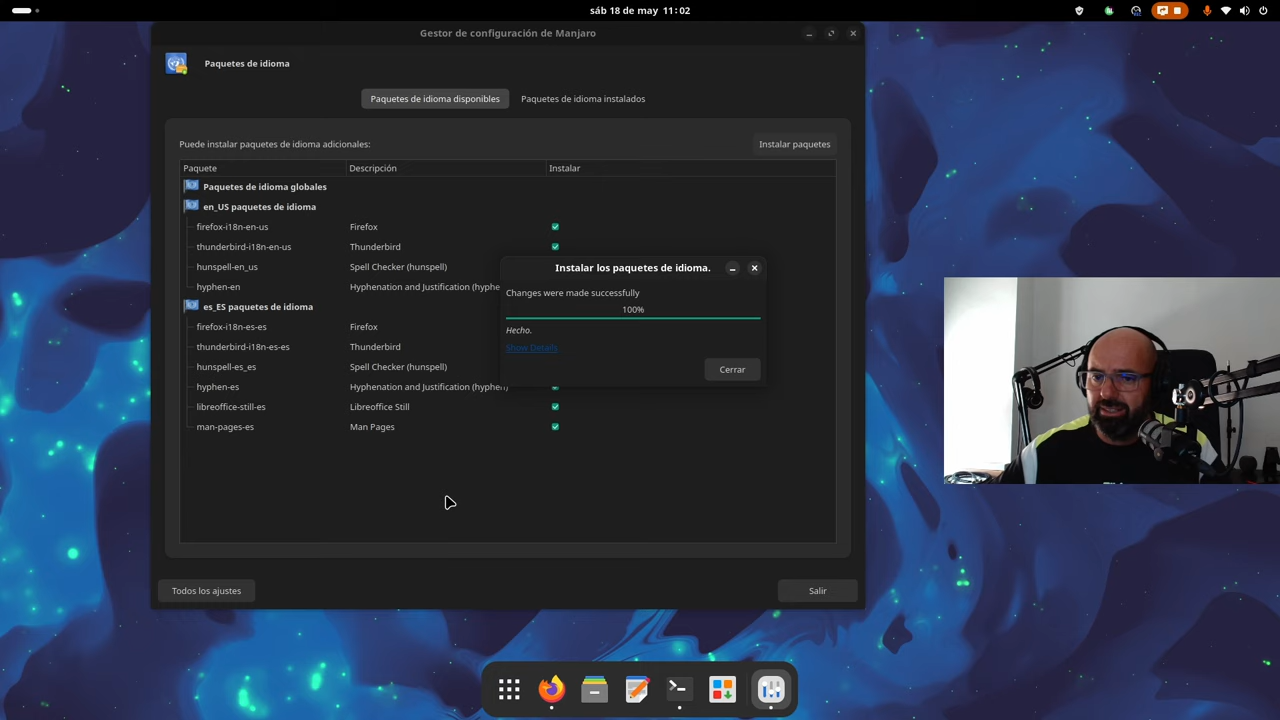 sáb 18 de may 11:02
Gestor de configuración de Manjaro
Paquetes de idioma
Paquetes de idioma disponibles
Paquetes de idioma instalados
Puede instalar paquetes de idioma adicionales:
Instalar paquetes
Paquete Descripción Instalar
Paquetes de idioma globales
en_US paquetes de idioma
firefox-i18n-en-us Firefox
thunderbird-i18n-en-us Thunderbird
hunspell-en_us Spell Checker (hunspell)
hyphen-en Hyphenation and Justification (hyphe
es_ES paquetes de idioma
firefox-i18n-es-es Firefox
thunderbird-i18n-es-es Thunderbird
hunspell-es_es Spell Checker (hunspell)
hyphen-es Hyphenation and Justification (hyphen)
libreoffice-still-es Libreoffice Still
man-pages-es Man Pages
Instalar los paquetes de idioma.
Changes were made successfully
100%
Hecho.
Show Details
Cerrar
Todos los ajustes
Salir